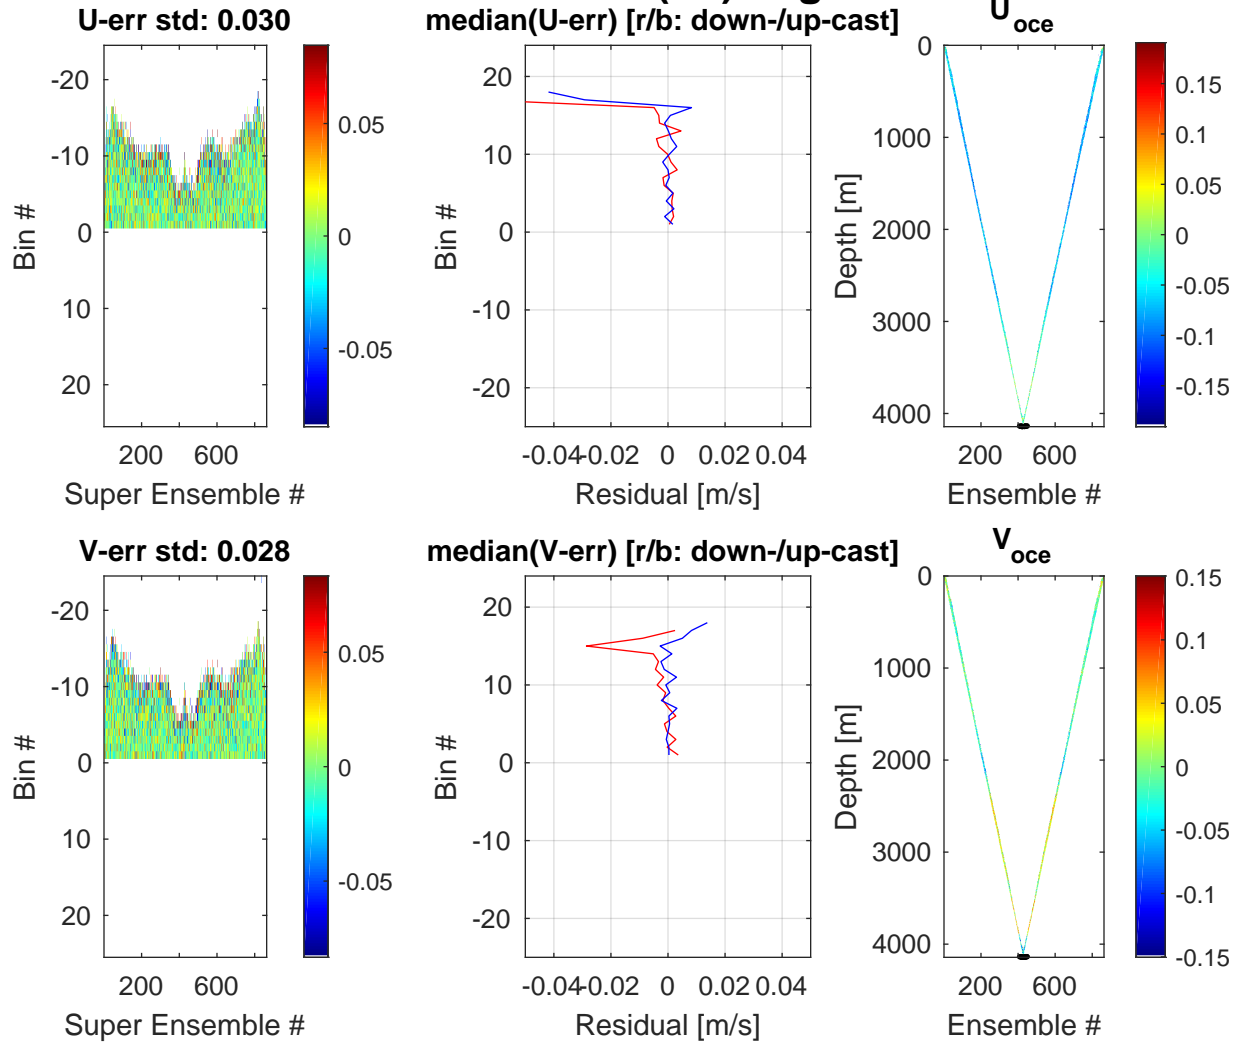 U-err std: 0.030
median(U-err) [r/b: down-/up-cast]
U_oce
-20
-10
0
10
20
Bin #
200 600
Super Ensemble #
0.05
0
-0.05
20
10
0
-10
-20
Bin #
-0.04 -0.02 0 0.02 0.04
Residual [m/s]
0
1000
2000
3000
4000
Depth [m]
200 600
Ensemble #
0.15
0.1
0.05
0
-0.05
-0.1
-0.15
V-err std: 0.028
median(V-err) [r/b: down-/up-cast]
V_oce
-20
-10
0
10
20
Bin #
200 600
Super Ensemble #
0.05
0
-0.05
20
10
0
-10
-20
Bin #
-0.04 -0.02 0 0.02 0.04
Residual [m/s]
0
1000
2000
3000
4000
Depth [m]
200 600
Ensemble #
0.15
0.1
0.05
0
-0.05
-0.1
-0.15